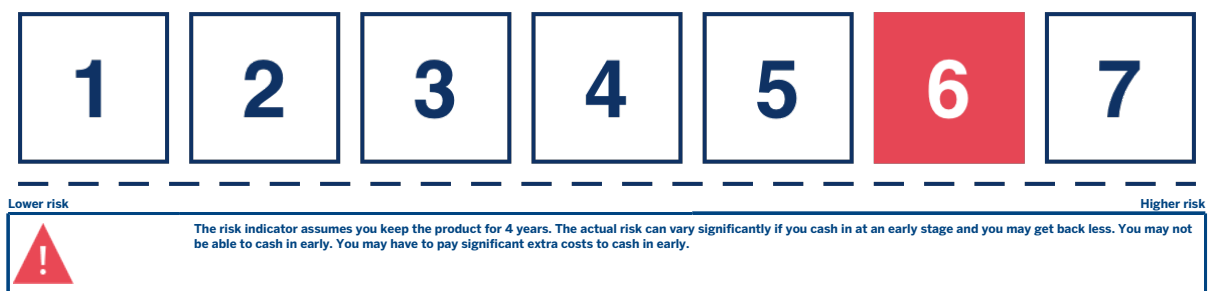 1 2 3 4 5 6 7
Lower risk Higher risk
!
The risk indicator assumes you keep the product for 4 years. The actual risk can vary significantly if you cash in at an early stage and you may get back less. You may not
be able to cash in early. You may have to pay significant extra costs to cash in early.